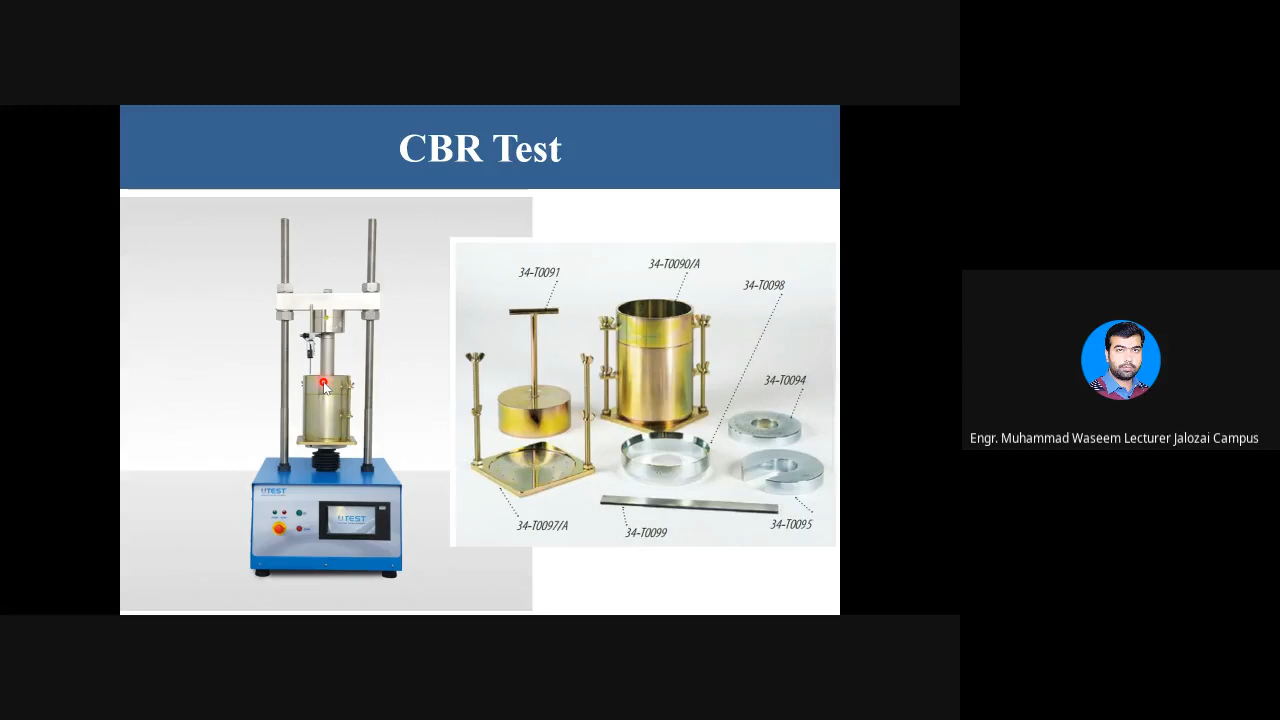 CBR Test
34-T0091
34-T0090/A
34-T0098
34-T0094
34-T0097/A
34-T0099
34-T0095
UTEST
UTEST
Engr. Muhammad Waseem Lecturer Jalozai Campus